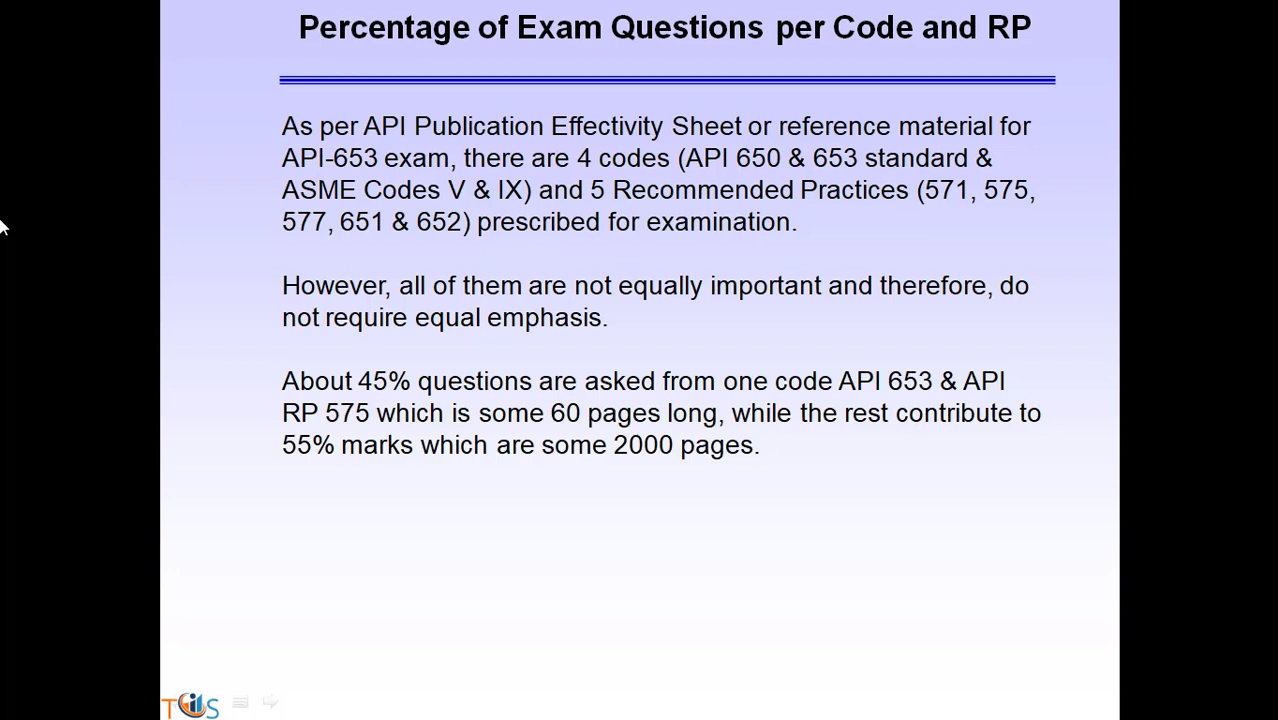 Percentage of Exam Questions per Code and RP
As per API Publication Effectivity Sheet or reference material for
API-653 exam, there are 4 codes (API 650 & 653 standard &
ASME Codes V & IX) and 5 Recommended Practices (571, 575,
577, 651 & 652) prescribed for examination.
However, all of them are not equally important and therefore, do
not require equal emphasis.
About 45% questions are asked from one code API 653 & API
RP 575 which is some 60 pages long, while the rest contribute to
55% marks which are some 2000 pages.